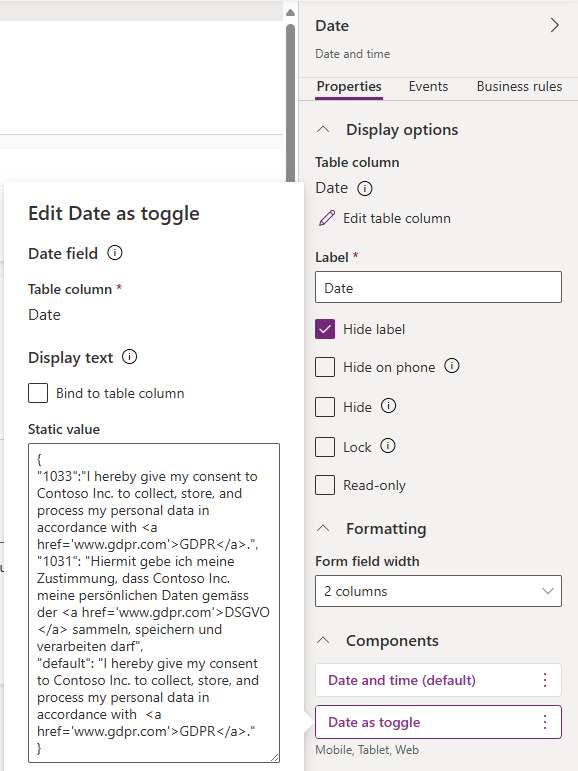 Date
Date and time
Properties
Events
Business rules
Display options
Table column
Date
Edit table column
Label *
Date
Hide label
Hide on phone
Hide
Lock
Read-only
Formatting
Form field width
2 columns
Components
Date and time (default)
Date as toggle
Mobile, Tablet, Web
Edit Date as toggle
Date field
Table column *
Date
Display text
Bind to table column
Static value
{
"1033":"I hereby give my consent to
Contoso Inc. to collect, store, and
process my personal data in
accordance with <a
href='www.gdpr.com'>GDPR</a>.",
"1031": "Hiermit gebe ich meine
Zustimmung, dass Contoso Inc.
meine persönlichen Daten gemäss
der <a href='www.gdpr.com'>DSGVO
</a> sammeln, speichern und
verarbeiten darf",
"default": "I hereby give my consent
to Contoso Inc. to collect, store, and
process my personal data in
accordance with  <a
href='www.gdpr.com'>GDPR</a>."
}